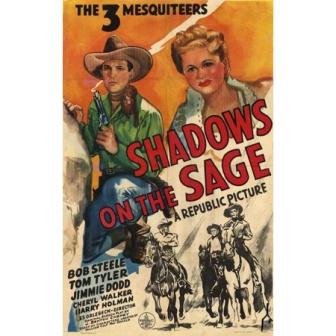 THE 3 MESQUITEERS
SHADOWS
ON THE SAGE
A REPUBLIC PICTURE
BOB STEELE
TOM TYLER
JIMMIE DODD
CHERYL WALKER
HARRY HOLMAN